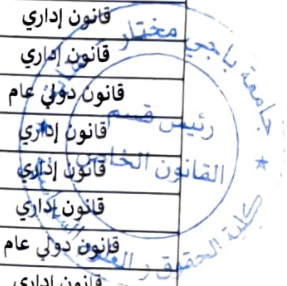 قانون إداري
قانون إداري
قانون دولي عام
قانون إداري
قانون إداري
قانون إداري
قانون دولي عام
قانون إداري
جامعة باجي مختار
رئيس قسم
القانون الخاص
كلية الحقوق و العلوم